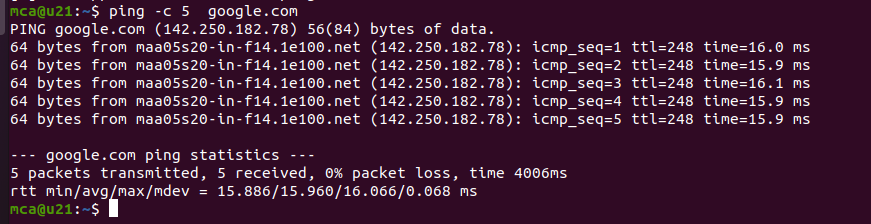 mca@u21:~$ ping -c 5  google.com
PING google.com (142.250.182.78) 56(84) bytes of data.
64 bytes from maa05s20-in-f14.1e100.net (142.250.182.78): icmp_seq=1 ttl=248 time=16.0 ms
64 bytes from maa05s20-in-f14.1e100.net (142.250.182.78): icmp_seq=2 ttl=248 time=15.9 ms
64 bytes from maa05s20-in-f14.1e100.net (142.250.182.78): icmp_seq=3 ttl=248 time=16.1 ms
64 bytes from maa05s20-in-f14.1e100.net (142.250.182.78): icmp_seq=4 ttl=248 time=15.9 ms
64 bytes from maa05s20-in-f14.1e100.net (142.250.182.78): icmp_seq=5 ttl=248 time=15.9 ms

--- google.com ping statistics ---
5 packets transmitted, 5 received, 0% packet loss, time 4006ms
rtt min/avg/max/mdev = 15.886/15.960/16.066/0.068 ms
mca@u21:~$